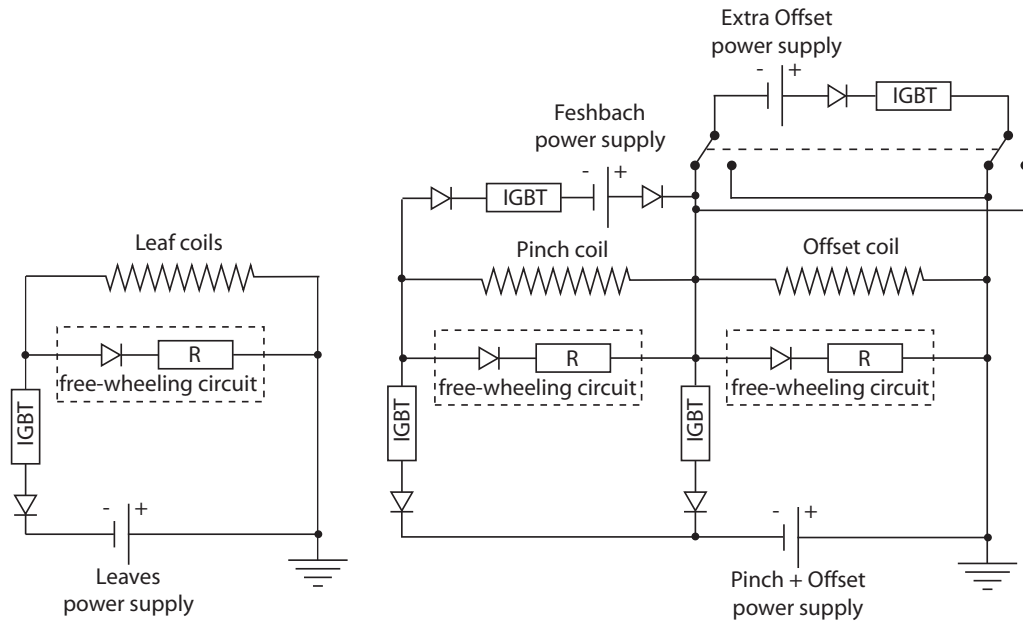 Extra Offset
power supply
- +
IGBT
Feshbach
power supply
- +
IGBT
Leaf coils
Pinch coil
Offset coil
R
free-wheeling circuit
R
free-wheeling circuit
R
free-wheeling circuit
IGBT
IGBT
IGBT
- +
Leaves
power supply
- +
Pinch + Offset
power supply